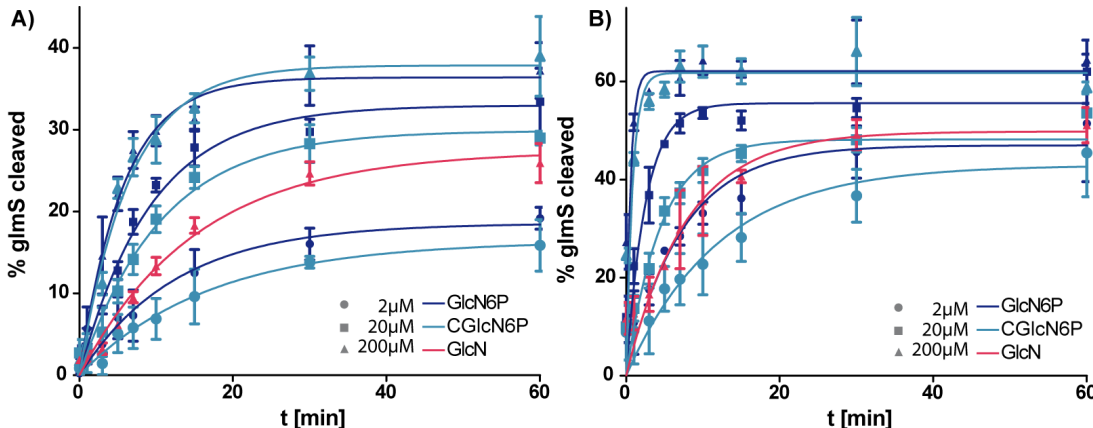 A)
% glmS cleaved
40
30
20
10
0
0 20 40 60
t [min]
2µM
20µM
200µM
GlcN6P
CGlcN6P
GlcN
B)
% glmS cleaved
60
40
20
0
0 20 40 60
t [min]
2µM
20µM
200µM
GlcN6P
CGlcN6P
GlcN